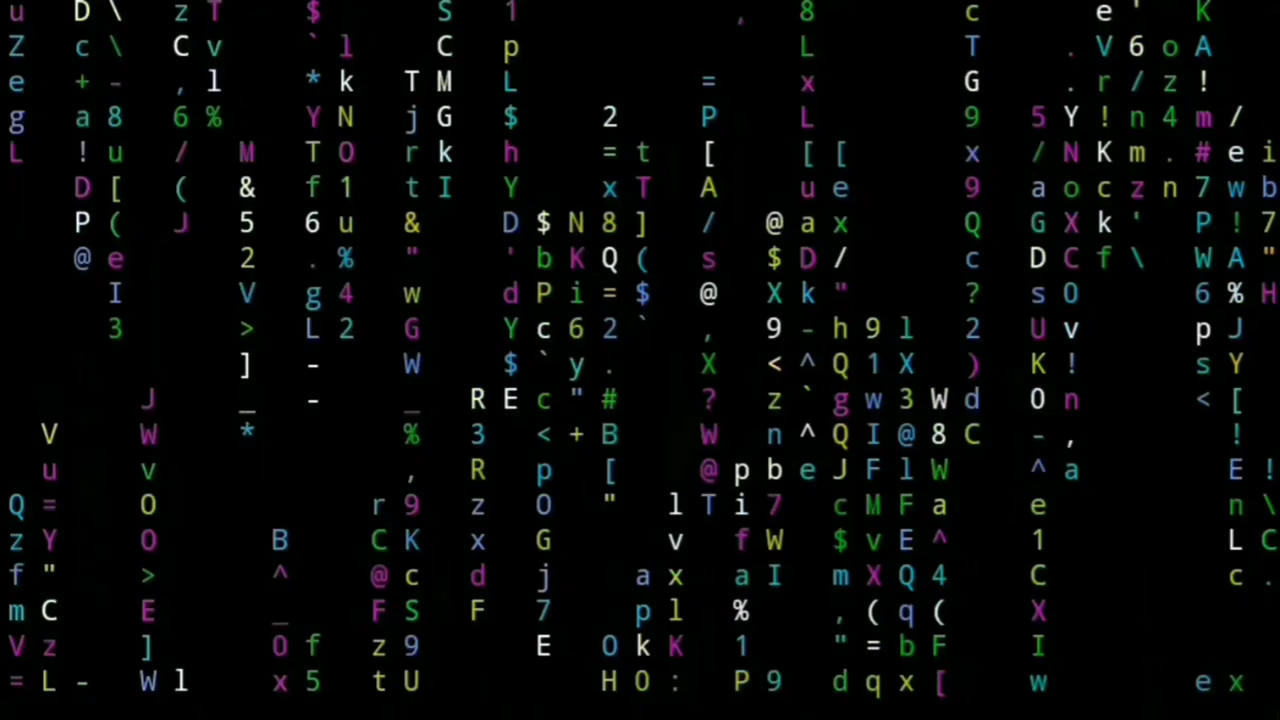 u D \ z T $ S 1 , 8 c e ' K
Z c \ C v ` l C p L T . V 6 o A
e + - , l * k T M L = x G . r / z !
g a 8 6 % Y N j G $ 2 P L 9 5 Y ! n 4 m /
L ! u / M T O r k h = t [ [ [ x / N K m . # e i
D [ ( & f 1 t I Y x T A u e 9 a o c z n 7 w b
P ( J 5 6 u & D $ N 8 ] / @ a x Q G X k ' P ! 7
@ e 2 . % " ' b K Q ( s $ D / c D C f \ W A "
I V g 4 w d P i = $ @ X k " ? s 0 6 % H
3 > L 2 G Y c 6 2 ` , 9 - h 9 l 2 U v p J
] - W $ ` y . X < ^ Q 1 X ) K ! s Y
J _ - _ R E c " # ? z ` g w 3 W d O n < [
V W * % 3 < + B W n ^ Q I @ 8 C - , !
u v , R p [ @ p b e J F l W ^ a E !
Q = O r 9 z O " l T i 7 c M F a e n \
z Y O B C K x G v f W $ v E ^ 1 L C
f " > ^ @ c d j a x a I m X Q 4 C c .
m C E _ F S F 7 p l % , ( q ( X
V z ] O f z 9 E O k K 1 " = b F I
= L - W l x 5 t U H O : P 9 d q x [ w e x